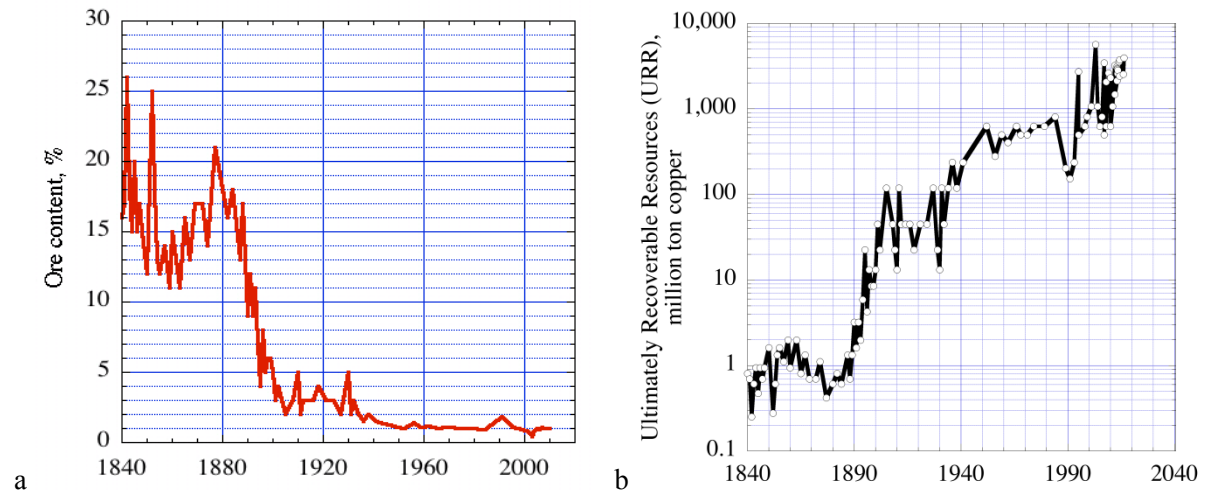 30
25
20
15
10
5
0
Ore content, %
1840 1880 1920 1960 2000
a
10,000
1,000
100
10
1
0.1
Ultimately Recoverable Resources (URR),
million ton copper
1840 1890 1940 1990 2040
b